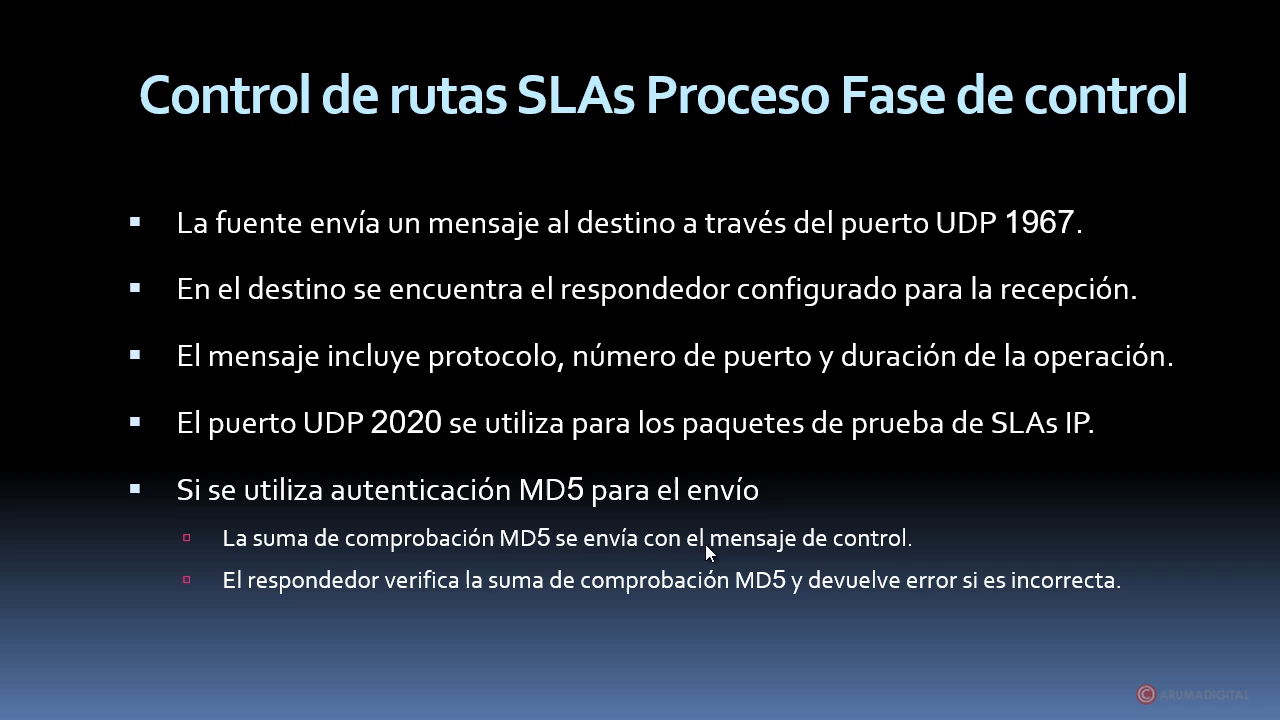 Control de rutas SLAs Proceso Fase de control
La fuente envía un mensaje al destino a través del puerto UDP 1967.
En el destino se encuentra el respondedor configurado para la recepción.
El mensaje incluye protocolo, número de puerto y duración de la operación.
El puerto UDP 2020 se utiliza para los paquetes de prueba de SLAs IP.
Si se utiliza autenticación MD5 para el envío
La suma de comprobación MD5 se envía con el mensaje de control.
El respondedor verifica la suma de comprobación MD5 y devuelve error si es incorrecta.
© ARUMADIGITAL